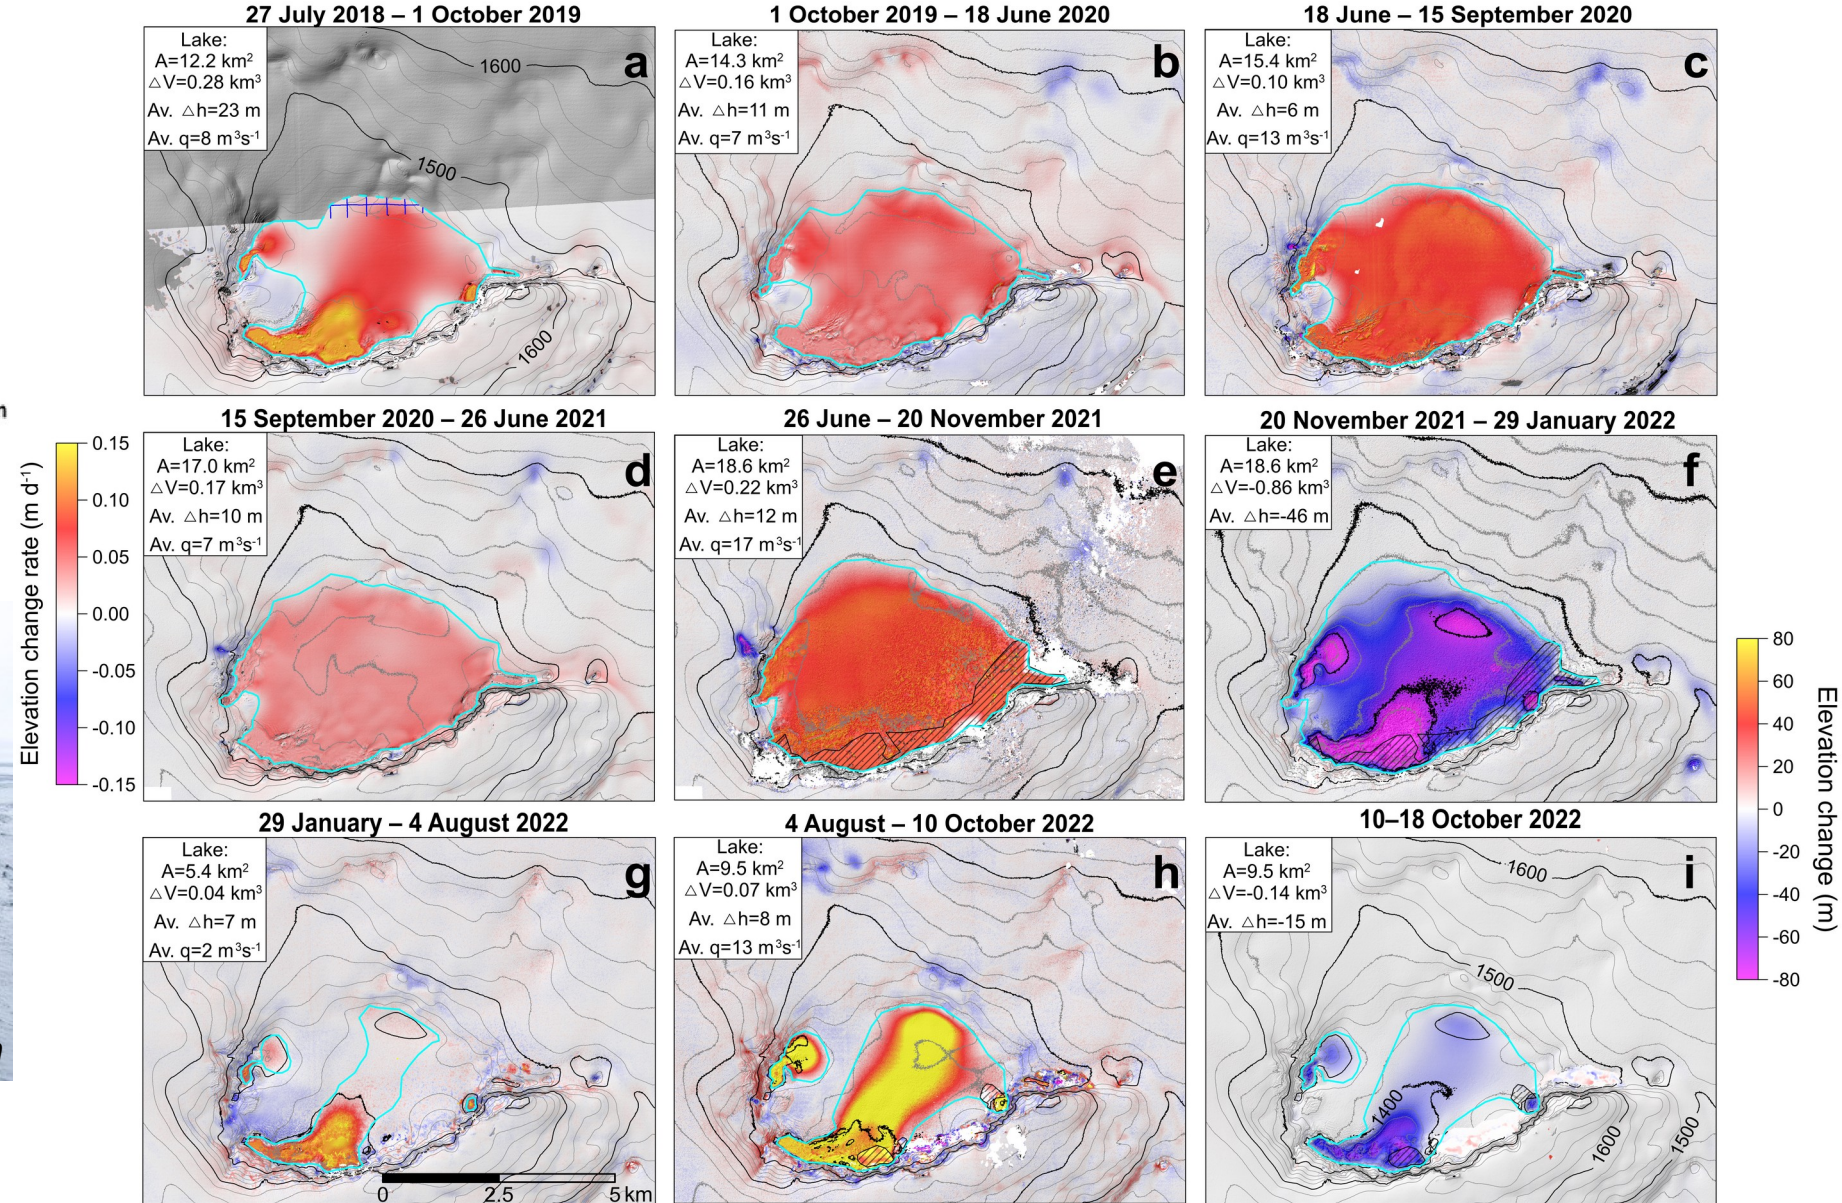 27 July 2018 – 1 October 2019
Lake:
A=12.2 km²
△V=0.28 km³
Av. △h=23 m
Av. q=8 m³s⁻¹
a
1600
1500
1600
1 October 2019 – 18 June 2020
Lake:
A=14.3 km²
△V=0.16 km³
Av. △h=11 m
Av. q=7 m³s⁻¹
b
18 June – 15 September 2020
Lake:
A=15.4 km²
△V=0.10 km³
Av. △h=6 m
Av. q=13 m³s⁻¹
c
Elevation change rate (m d⁻¹)
0.15
0.10
0.05
0.00
-0.05
-0.10
-0.15
15 September 2020 – 26 June 2021
Lake:
A=17.0 km²
△V=0.17 km³
Av. △h=10 m
Av. q=7 m³s⁻¹
d
26 June – 20 November 2021
Lake:
A=18.6 km²
△V=0.22 km³
Av. △h=12 m
Av. q=17 m³s⁻¹
e
20 November 2021 – 29 January 2022
Lake:
A=18.6 km²
△V=-0.86 km³
Av. △h=-46 m
f
80
60
40
20
0
-20
-40
-60
-80
Elevation change (m)
29 January – 4 August 2022
Lake:
A=5.4 km²
△V=0.04 km³
Av. △h=7 m
Av. q=2 m³s⁻¹
g
0 2.5 5 km
4 August – 10 October 2022
Lake:
A=9.5 km²
△V=0.07 km³
Av. △h=8 m
Av. q=13 m³s⁻¹
h
10–18 October 2022
Lake:
A=9.5 km²
△V=-0.14 km³
Av. △h=-15 m
i
1600
1500
1400
1600
1500